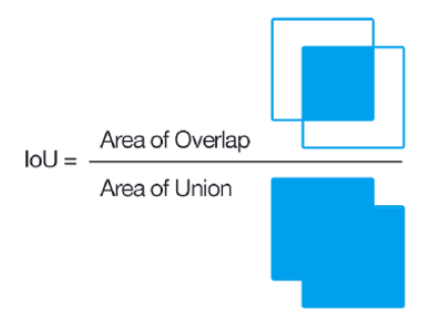 Area of Overlap
IoU =
Area of Union